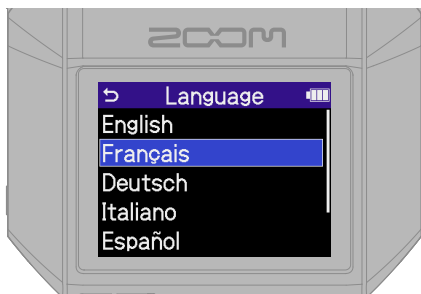 ZOOM
Language
English
Français
Deutsch
Italiano
Español